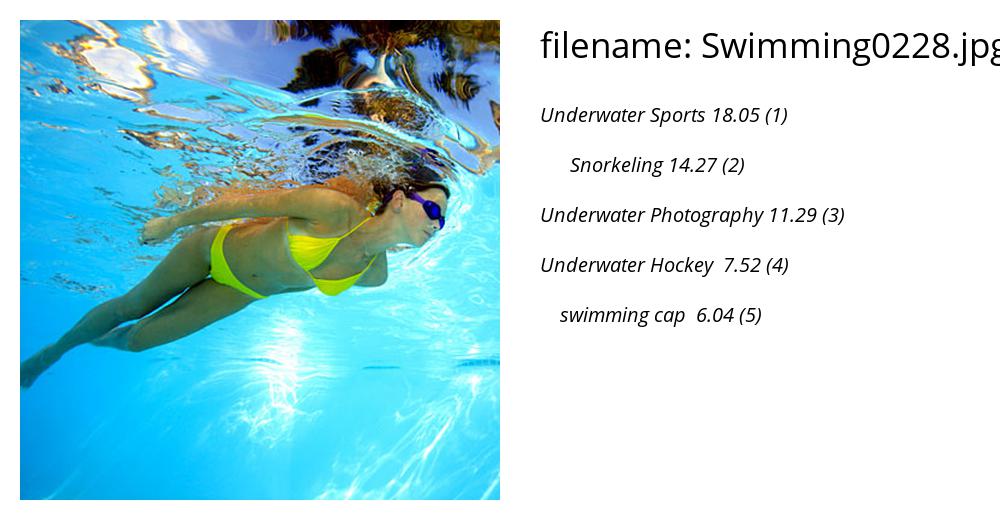 filename: Swimming0228.jpg
Underwater Sports 18.05 (1)
Snorkeling 14.27 (2)
Underwater Photography 11.29 (3)
Underwater Hockey 7.52 (4)
swimming cap 6.04 (5)